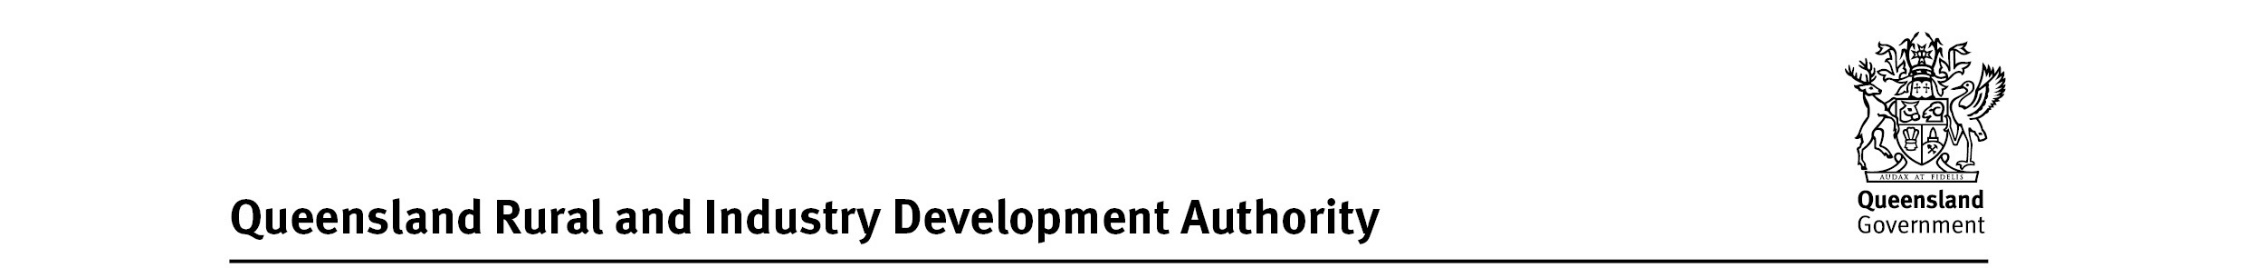 Queensland Rural and Industry Development Authority
AUDAX AT FIDELIS
Queensland
Government